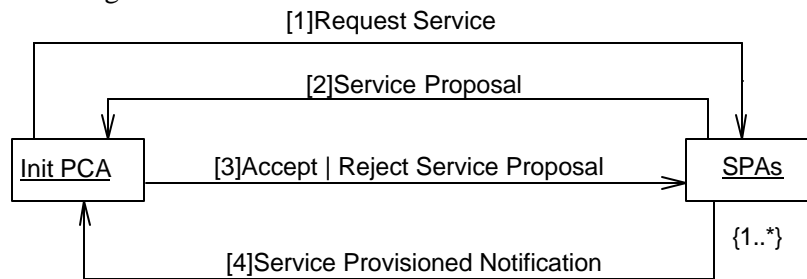 [1]Request Service
[2]Service Proposal
Init PCA
[3]Accept | Reject Service Proposal
SPAs
{1..*}
[4]Service Provisioned Notification